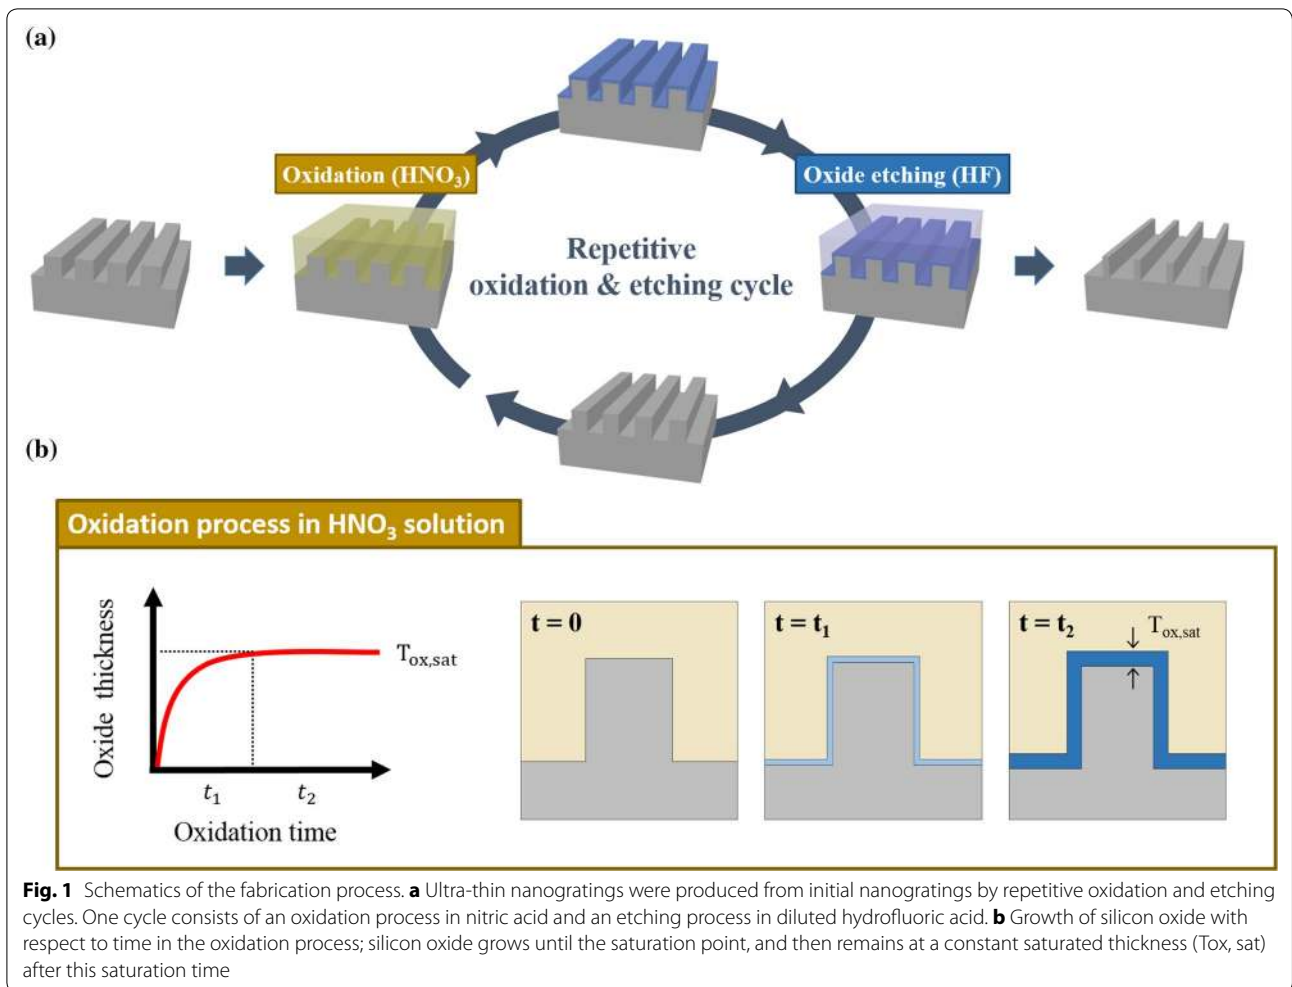 (a)
Oxidation (HNO₃)
Oxide etching (HF)
Repetitive
oxidation & etching cycle
(b)
Oxidation process in HNO₃ solution
Oxide thickness
T_ox,sat
t₁
t₂
Oxidation time
t = 0
t = t₁
t = t₂
T_ox,sat
Fig. 1 Schematics of the fabrication process. a Ultra-thin nanogratings were produced from initial nanogratings by repetitive oxidation and etching
cycles. One cycle consists of an oxidation process in nitric acid and an etching process in diluted hydrofluoric acid. b Growth of silicon oxide with
respect to time in the oxidation process; silicon oxide grows until the saturation point, and then remains at a constant saturated thickness (Tox, sat)
after this saturation time